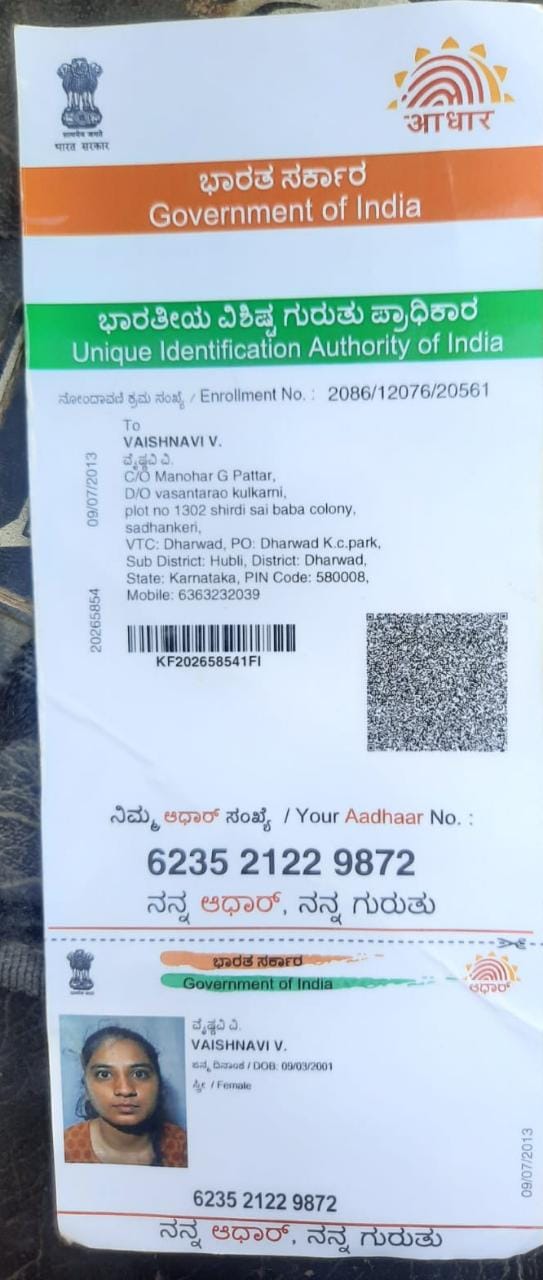 सत्यमेव जयते
भारत सरकार
आधार
ಭಾರತ ಸರ್ಕಾರ
Government of India
ಭಾರತೀಯ ವಿಶಿಷ್ಟ ಗುರುತು ಪ್ರಾಧಿಕಾರ
Unique Identification Authority of India
ನೋಂದಾವಣಿ ಕ್ರಮ ಸಂಖ್ಯೆ / Enrollment No. : 2086/12076/20561
To
VAISHNAVI V.
ವೈಷ್ಣವಿ ವಿ.
C/O Manohar G Pattar,
D/O vasantarao kulkarni,
plot no 1302 shirdi sai baba colony,
sadhankeri,
VTC: Dharwad, PO: Dharwad K.c.park,
Sub District: Hubli, District: Dharwad,
State: Karnataka, PIN Code: 580008,
Mobile: 6363232039
09/07/2013
20265854
KF202658541FI
ನಿಮ್ಮ ಆಧಾರ್ ಸಂಖ್ಯೆ / Your Aadhaar No. :
6235 2122 9872
ನನ್ನ ಆಧಾರ್, ನನ್ನ ಗುರುತು
ಭಾರತ ಸರ್ಕಾರ
Government of India
ಆಧಾರ್
ವೈಷ್ಣವಿ ವಿ.
VAISHNAVI V.
ಜನ್ಮ ದಿನಾಂಕ / DOB: 09/03/2001
ಸ್ತ್ರೀ / Female
09/07/2013
6235 2122 9872
ನನ್ನ ಆಧಾರ್, ನನ್ನ ಗುರುತು